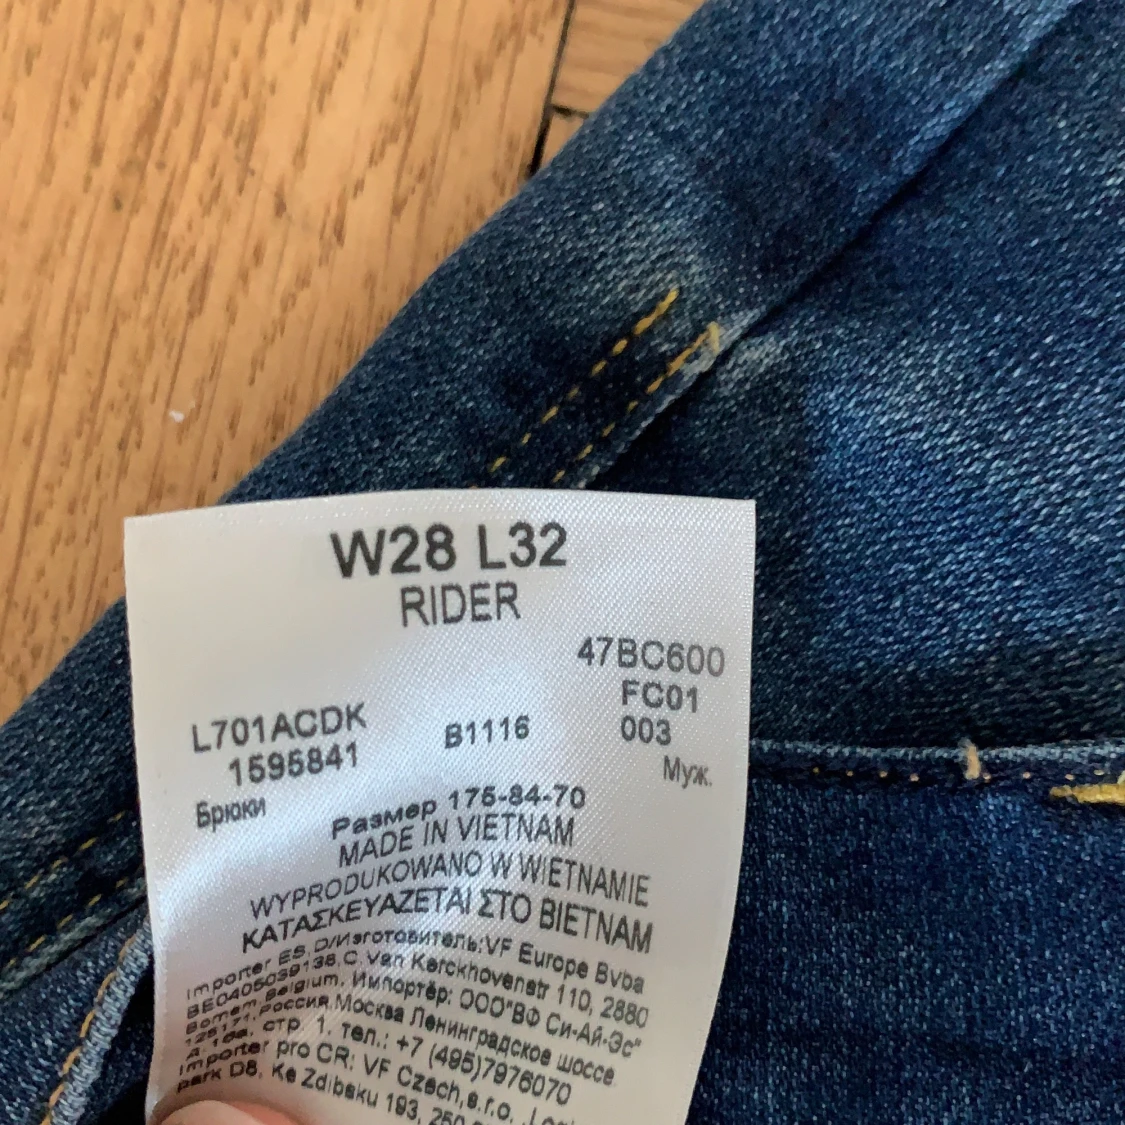 W28 L32
RIDER
47BC600
FC01
L701ACDK B1116 003
1595841 Муж.
Брюки
Размер 175-84-70
MADE IN VIETNAM
WYPRODUKOWANO W WIETNAMIE
ΚΑΤΑΣΚΕΥΑΖΕΤΑΙ ΣΤΟ ΒΙΕΤΝΑΜ
Importer ES,D/Изготовитель:VF Europe Bvba
BE0405039138,C.Van Kerckhovenstr 110, 2880
Bornem,Belgium, Импортёр: ООО"ВФ Си-Ай-Эс"
125171,Россия,Москва Ленинградское шоссе
стр. 1. тел.: +7 (495)7976070
Importer pro CR: VF Czech,s.r.o.,
park D8, Ke Zdibsku 193,